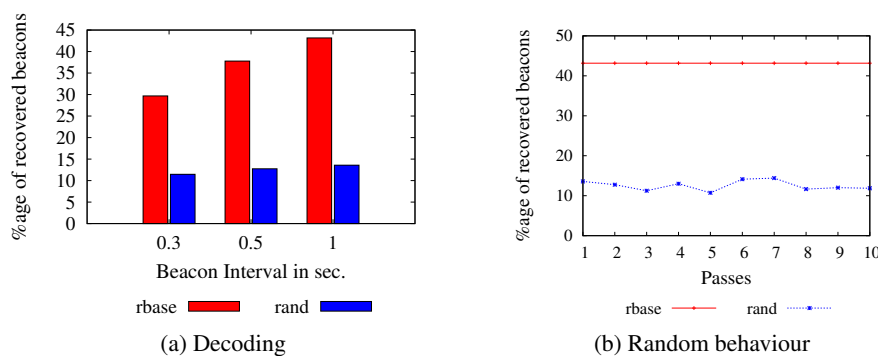 %age of recovered beacons
45
40
35
30
25
20
15
10
5
0
0.3 0.5 1
Beacon Interval in sec.
rbase rand
(a) Decoding
%age of recovered beacons
50
40
30
20
10
0
1 2 3 4 5 6 7 8 9 10
Passes
rbase rand
(b) Random behaviour